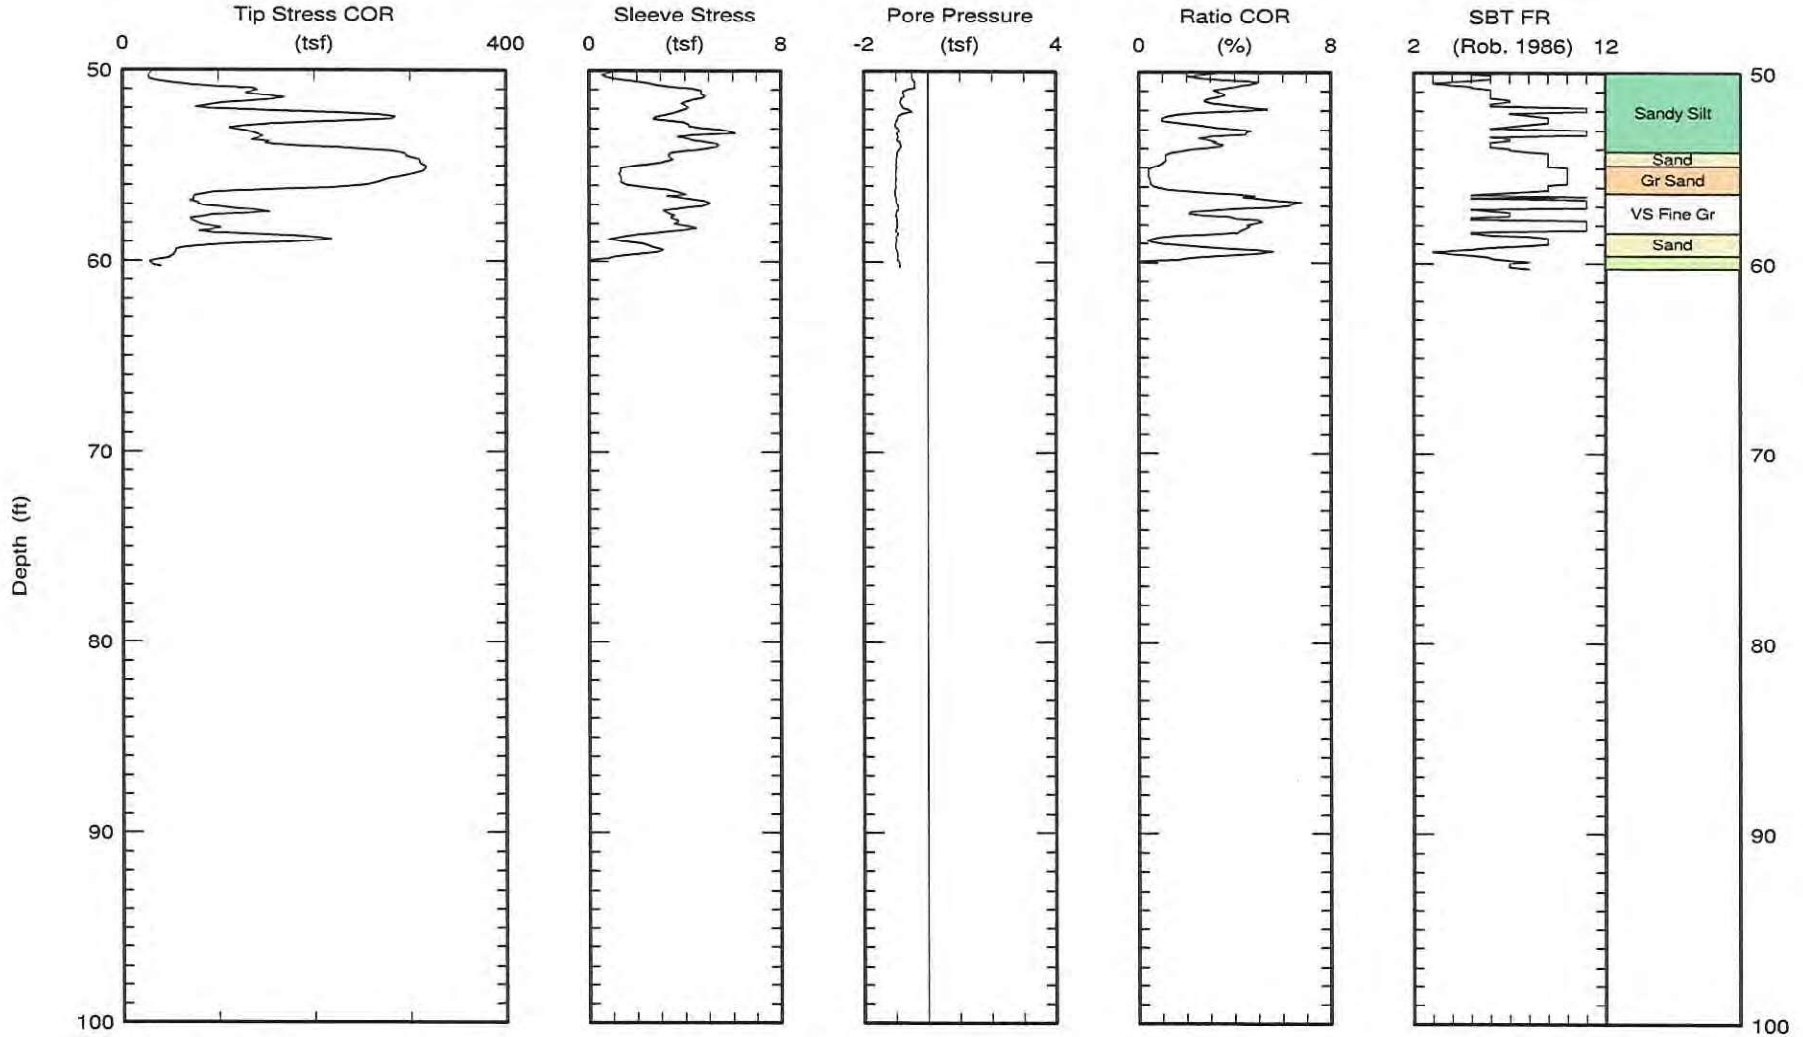 Tip Stress COR Sleeve Stress Pore Pressure Ratio COR SBT FR
0 (tsf) 400 0 (tsf) 8 -2 (tsf) 4 0 (%) 8 2 (Rob. 1986) 12
50 50
Sandy Silt
Sand
Gr Sand
VS Fine Gr
Sand
60 60
70 70
Depth (ft)
80 80
90 90
100 100